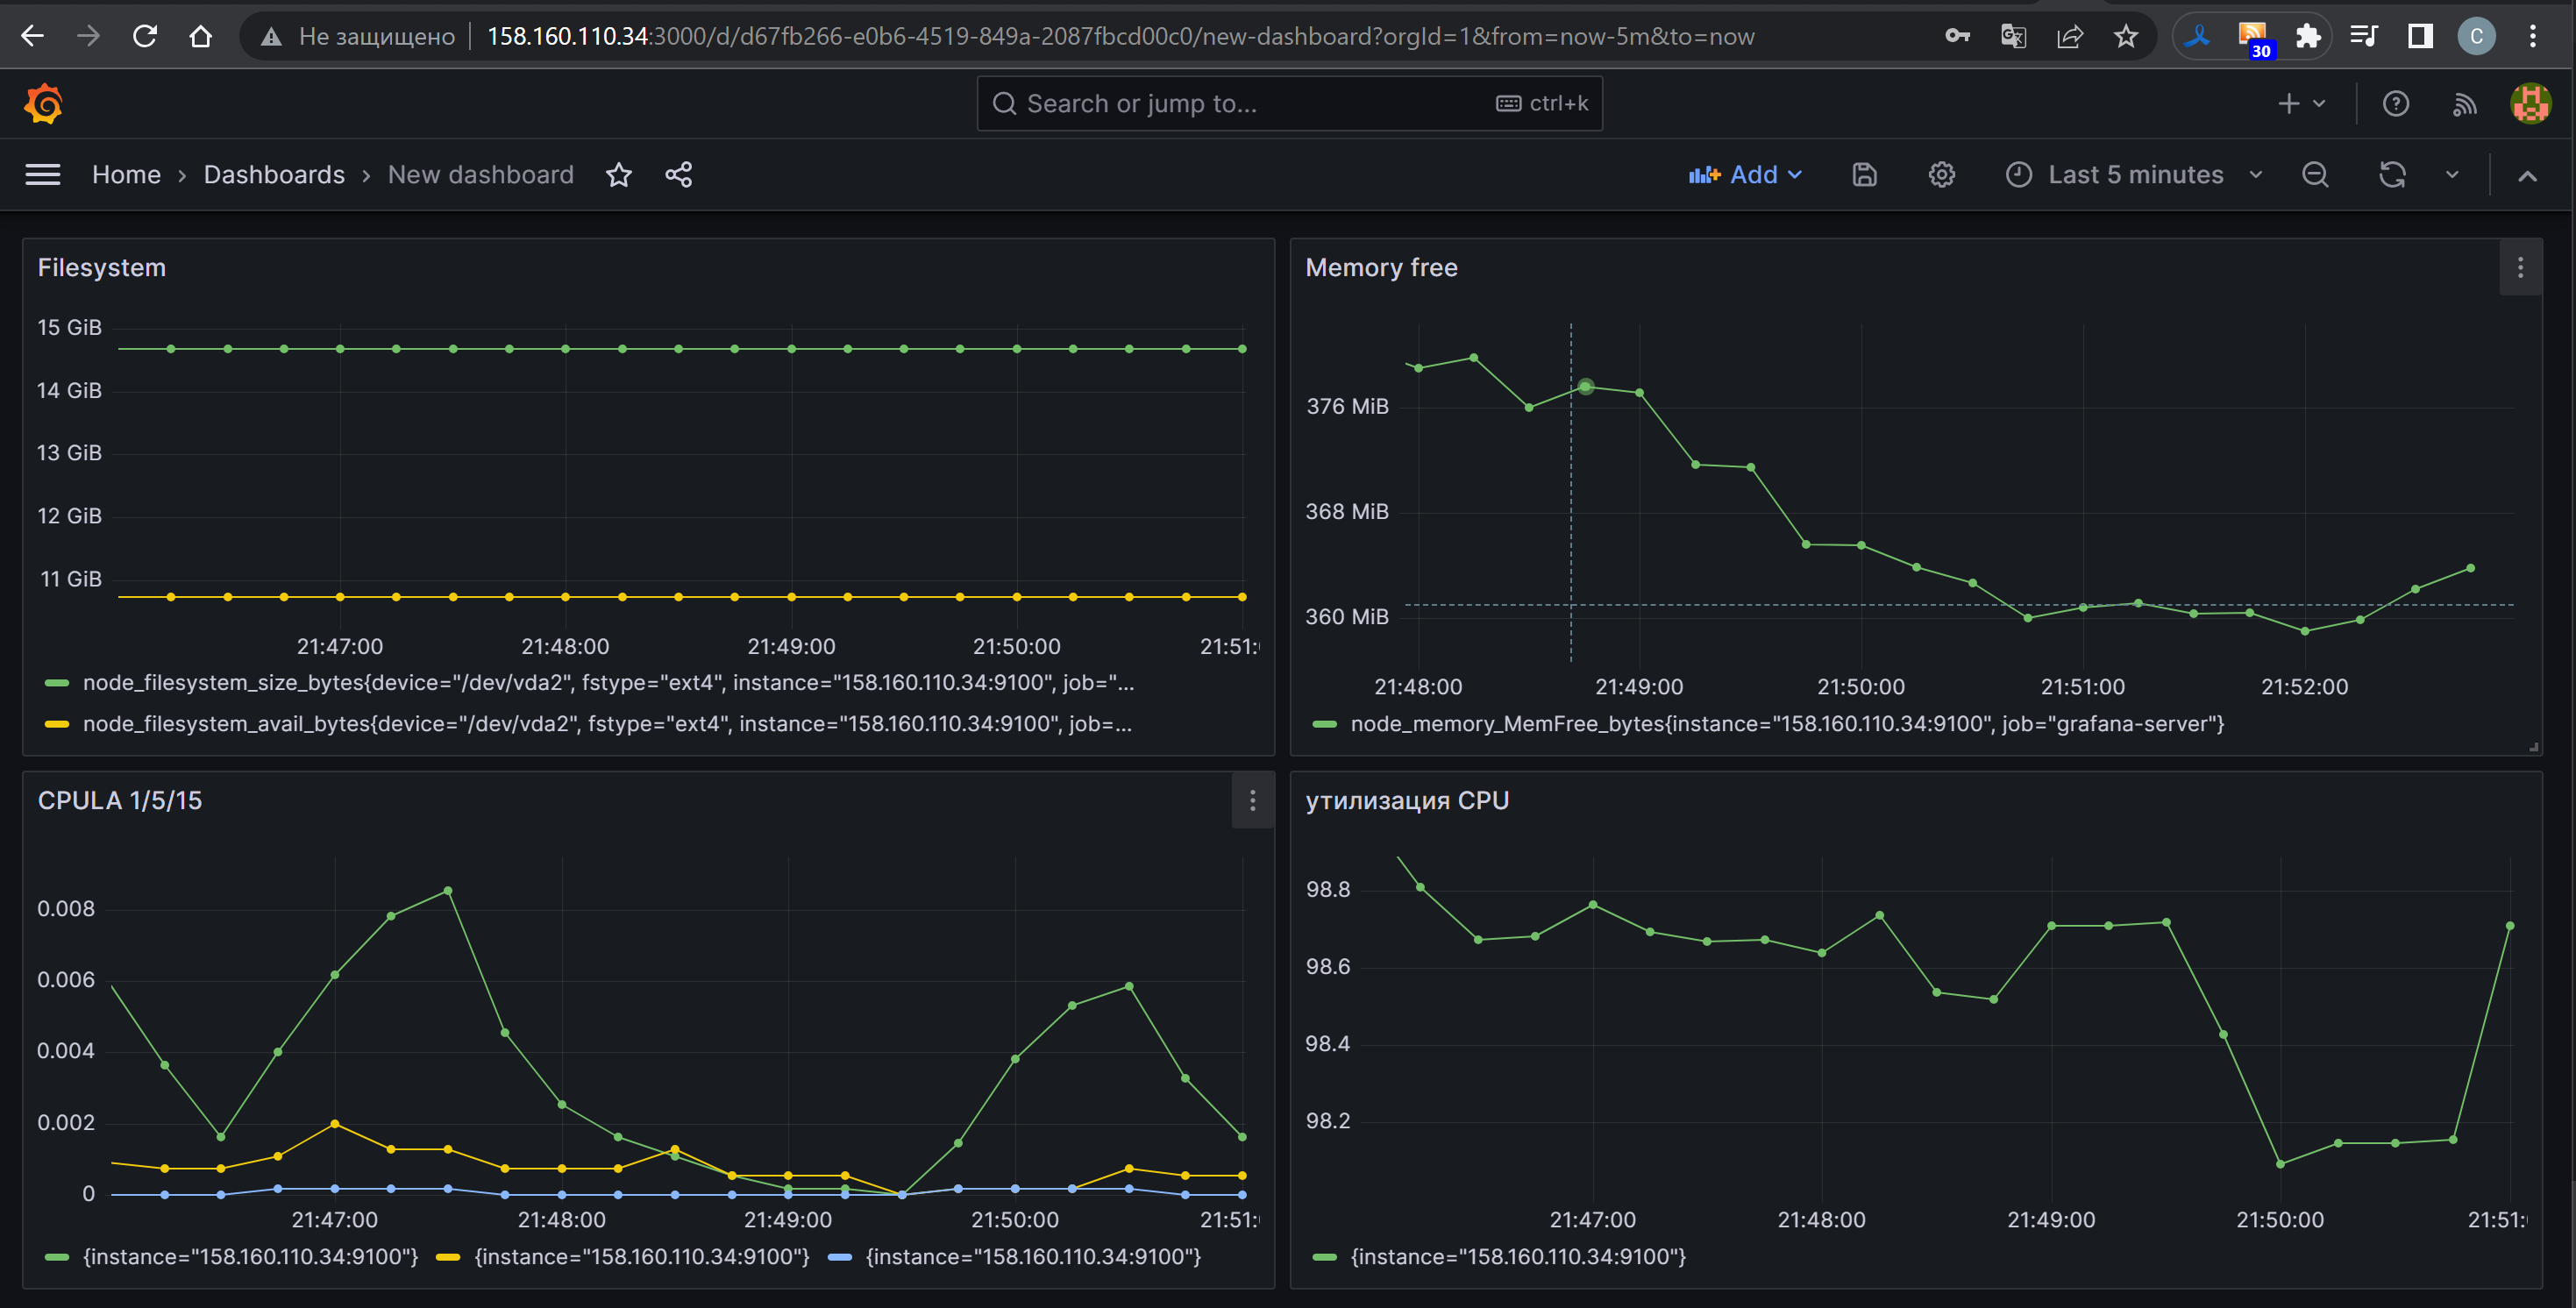 Не защищено 158.160.110.34:3000/d/d67fb266-e0b6-4519-849a-2087fbcd00c0/new-dashboard?orgId=1&from=now-5m&to=now 30 C
Search or jump to... ctrl+k
Home › Dashboards › New dashboard Add Last 5 minutes
Filesystem
15 GiB
14 GiB
13 GiB
12 GiB
11 GiB
21:47:00 21:48:00 21:49:00 21:50:00 21:51:
node_filesystem_size_bytes{device="/dev/vda2", fstype="ext4", instance="158.160.110.34:9100", job="...
node_filesystem_avail_bytes{device="/dev/vda2", fstype="ext4", instance="158.160.110.34:9100", job=...
Memory free
376 MiB
368 MiB
360 MiB
21:48:00 21:49:00 21:50:00 21:51:00 21:52:00
node_memory_MemFree_bytes{instance="158.160.110.34:9100", job="grafana-server"}
CPULA 1/5/15
0.008
0.006
0.004
0.002
0
21:47:00 21:48:00 21:49:00 21:50:00 21:51:
{instance="158.160.110.34:9100"} {instance="158.160.110.34:9100"} {instance="158.160.110.34:9100"}
утилизация CPU
98.8
98.6
98.4
98.2
21:47:00 21:48:00 21:49:00 21:50:00 21:51:
{instance="158.160.110.34:9100"}